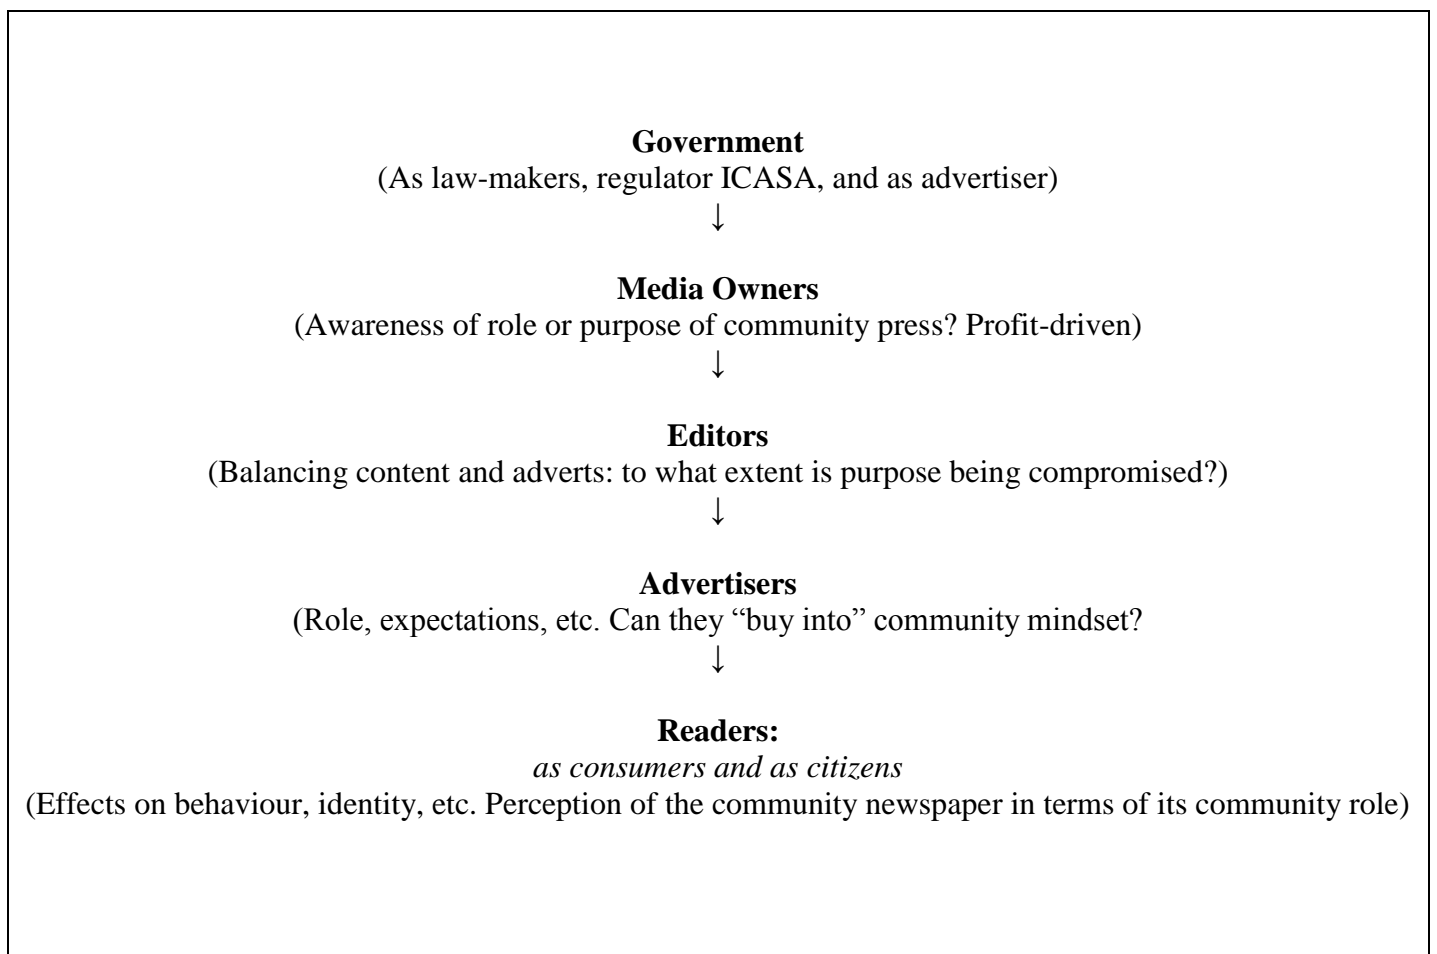 Government
(As law-makers, regulator ICASA, and as advertiser)
↓
Media Owners
(Awareness of role or purpose of community press? Profit-driven)
↓
Editors
(Balancing content and adverts: to what extent is purpose being compromised?)
↓
Advertisers
(Role, expectations, etc. Can they “buy into” community mindset?
↓
Readers:
as consumers and as citizens
(Effects on behaviour, identity, etc. Perception of the community newspaper in terms of its community role)